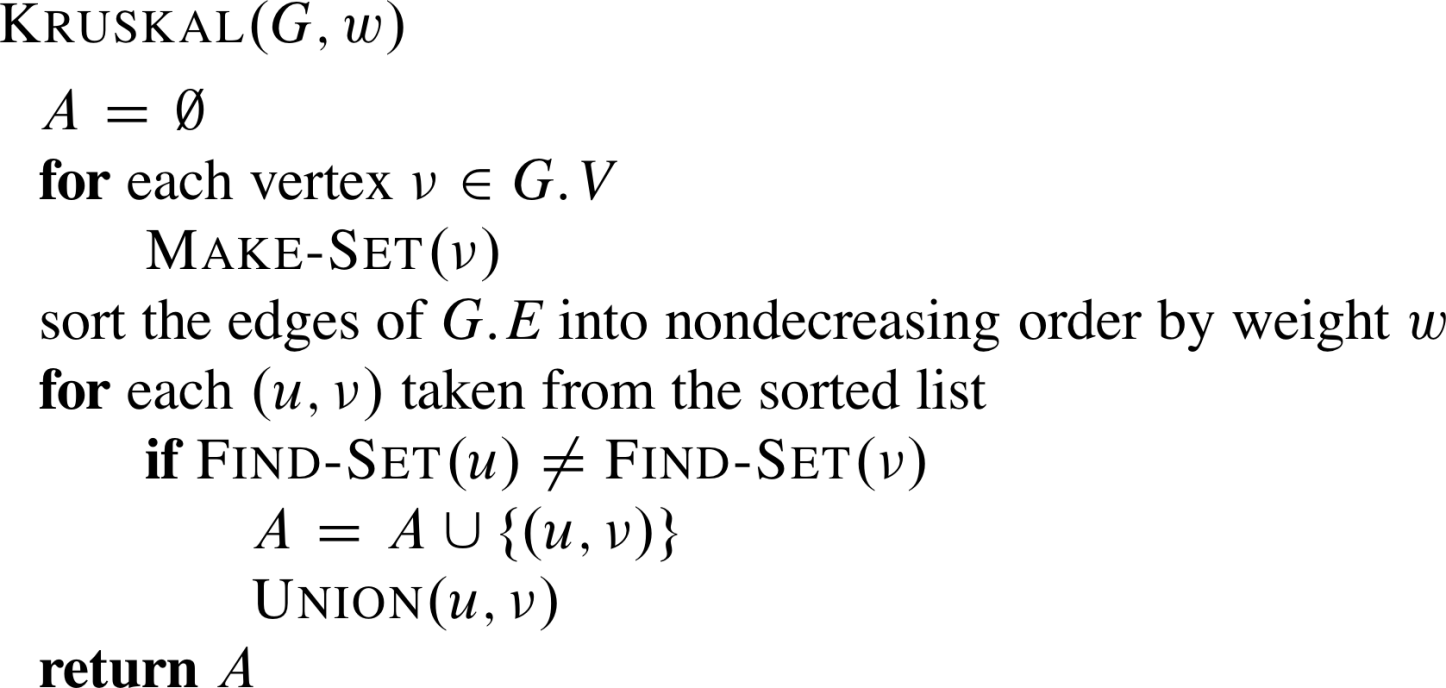 KRUSKAL(G, w)
A = ∅
for each vertex v ∈ G.V
MAKE-SET(v)
sort the edges of G.E into nondecreasing order by weight w
for each (u, v) taken from the sorted list
if FIND-SET(u) ≠ FIND-SET(v)
A = A ∪ {(u, v)}
UNION(u, v)
return A